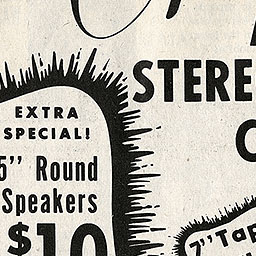 STERE
EXTRA
SPECIAL!
5" Round
Speakers
$10
7" Tap